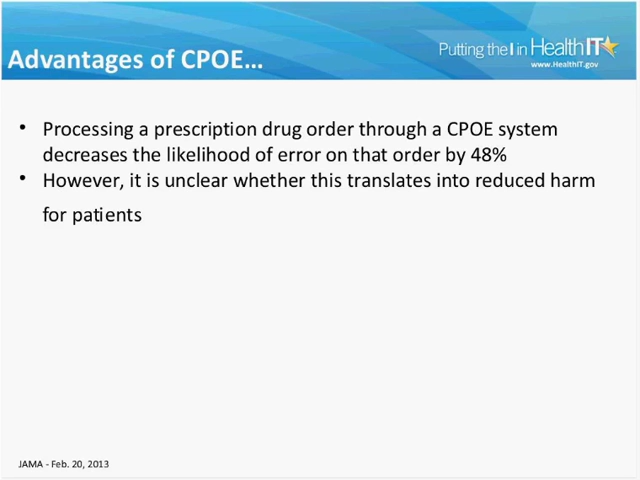 Advantages of CPOE…
Putting the I in Health IT
www.HealthIT.gov
• Processing a prescription drug order through a CPOE system
decreases the likelihood of error on that order by 48%
• However, it is unclear whether this translates into reduced harm
for patients
JAMA - Feb. 20, 2013